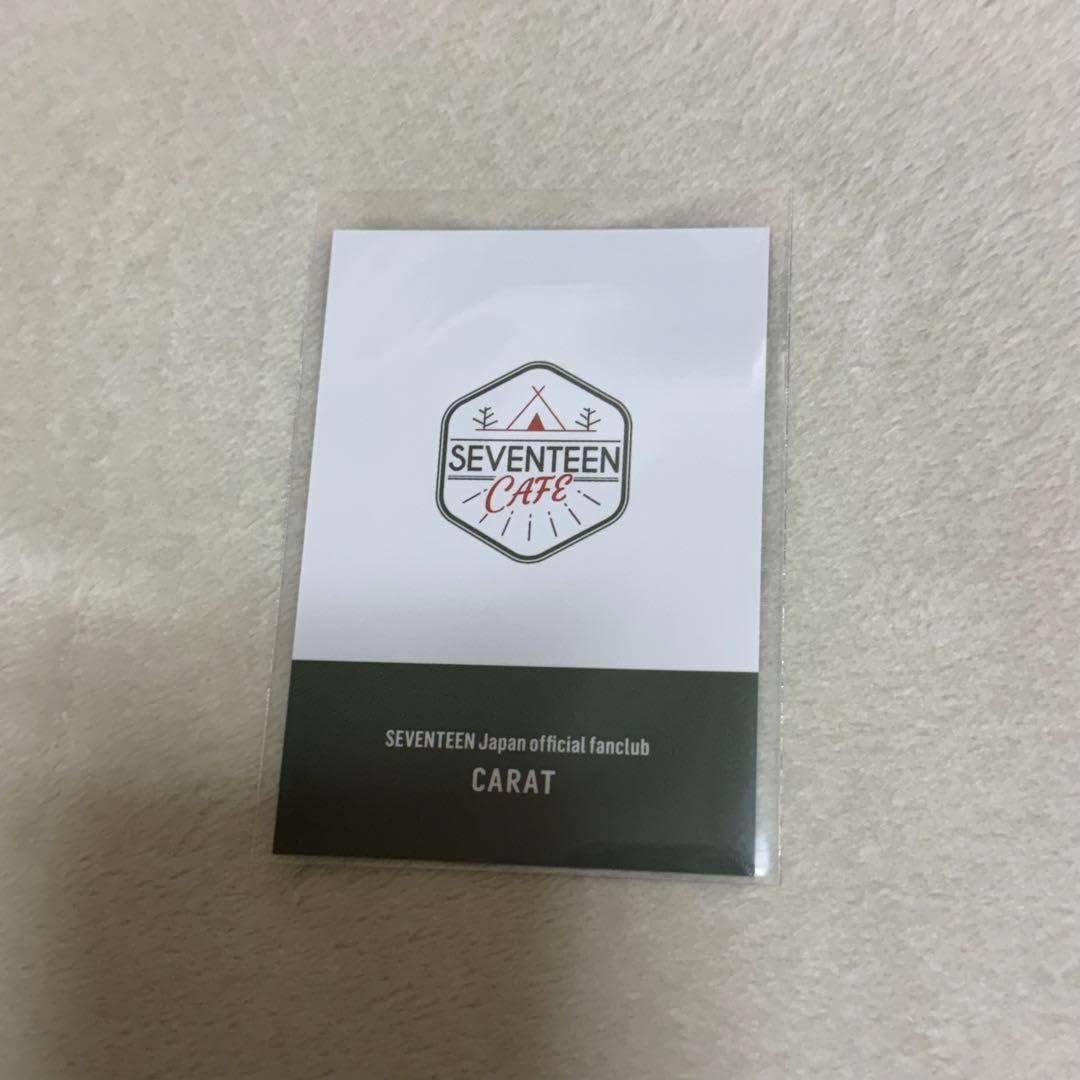 SEVENTEEN
CAFE
SEVENTEEN Japan official fanclub
CARAT